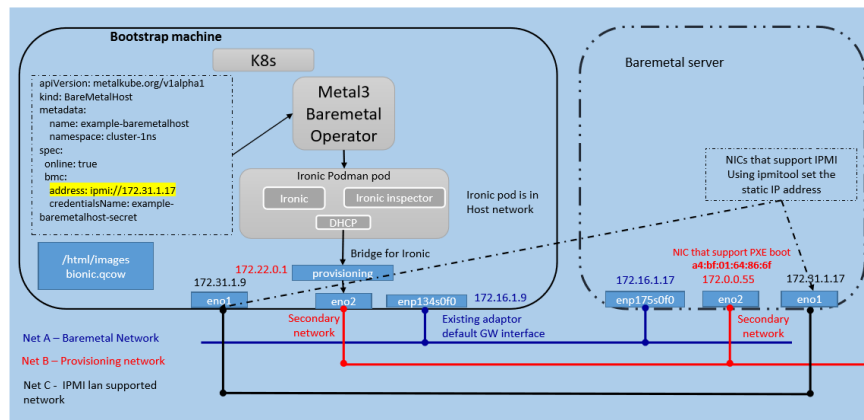 Bootstrap machine
K8s
apiVersion: metalkube.org/v1alpha1
kind: BareMetalHost
metadata:
name: example-baremetalhost
namespace: cluster-1ns
spec:
online: true
bmc:
address: ipmi://172.31.1.17
credentialsName: example-
baremetalhost-secret
Metal3
Baremetal
Operator
Ironic Podman pod
Ironic
Ironic inspector
DHCP
Ironic pod is in
Host network
/html/images
bionic.qcow
Bridge for Ironic
172.22.0.1
provisioning
172.31.1.9
eno1
eno2
enp134s0f0
172.16.1.9
Secondary
network
Existing adaptor
default GW interface
Baremetal server
NICs that support IPMI
Using ipmitool set the
static IP address
NIC that support PXE boot
a4:bf:01:64:86:6f
172.16.1.17
172.0.0.55
172.31.1.17
enp175s0f0
eno2
eno1
Secondary
network
Net A – Baremetal Network
Net B – Provisioning network
Net C - IPMI lan supported
network